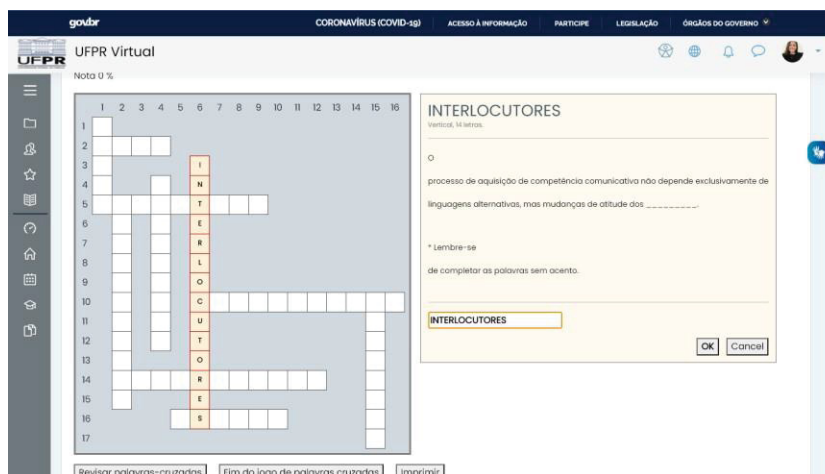 govbr
CORONAVÍRUS (COVID-19) ACESSO À INFORMAÇÃO PARTICIPE LEGISLAÇÃO ÓRGÃOS DO GOVERNO
UFPR UFPR Virtual
Nota 0 %
1 2 3 4 5 6 7 8 9 10 11 12 13 14 15 16
1
2
3 I
4 N
5 T
6 E
7 R
8 L
9 O
10 C
11 U
12 T
13 O
14 R
15 E
16 S
17
INTERLOCUTORES
Vertical, 14 letras.
O
processo de aquisição de competência comunicativa não depende exclusivamente de
linguagens alternativas, mas mudanças de atitude dos _________.
* Lembre-se
de completar as palavras sem acento.
INTERLOCUTORES
OK Cancel
Revisar palavras-cruzadas Fim do jogo de palavras cruzadas Imprimir